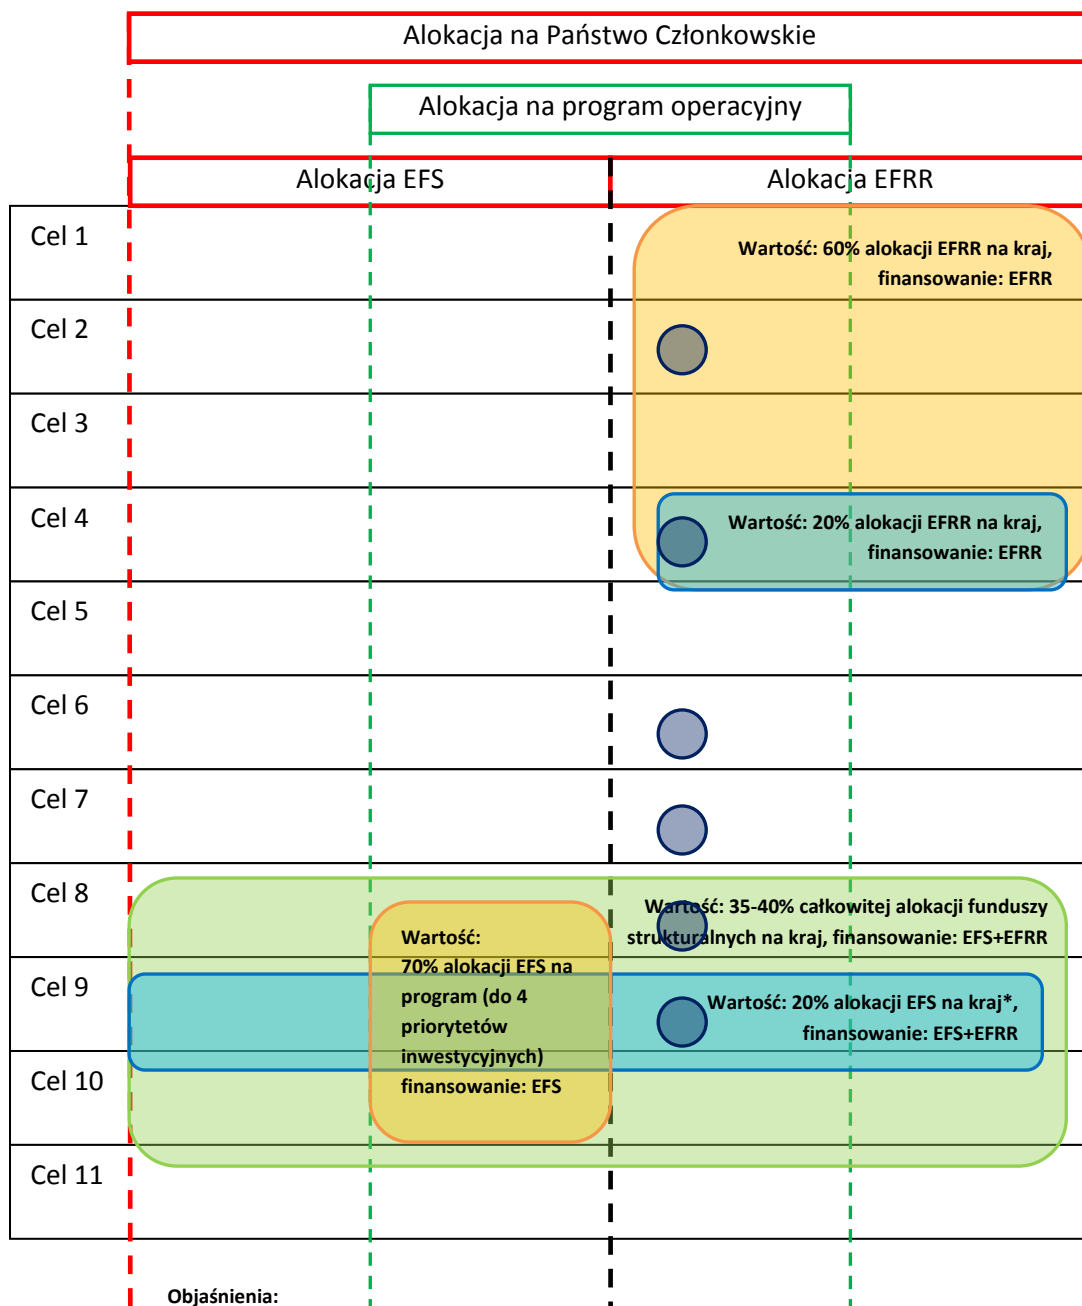 Alokacja na Państwo Członkowskie
Alokacja na program operacyjny
Alokacja EFS
Alokacja EFRR
Cel 1
Wartość: 60% alokacji EFRR na kraj,
finansowanie: EFRR
Cel 2
Cel 3
Cel 4
Wartość: 20% alokacji EFRR na kraj,
finansowanie: EFRR
Cel 5
Cel 6
Cel 7
Cel 8
Wartość: 35-40% całkowitej alokacji funduszy
strukturalnych na kraj, finansowanie: EFS+EFRR
Wartość:
70% alokacji EFS na
program (do 4
priorytetów
inwestycyjnych)
finansowanie: EFS
Cel 9
Wartość: 20% alokacji EFS na kraj*,
finansowanie: EFS+EFRR
Cel 10
Cel 11
Objaśnienia: